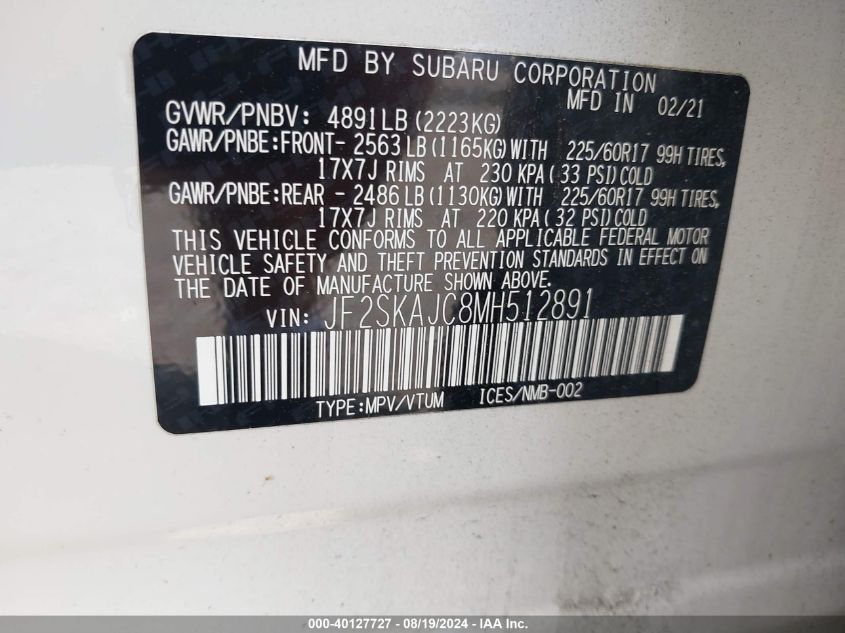 MFD BY SUBARU CORPORATION
MFD IN 02/21
GVWR/PNBV: 4891LB (2223KG)
GAWR/PNBE:FRONT- 2563LB(1165KG)WITH 225/60R17 99H TIRES,
17X7J RIMS AT 230 KPA( 33 PSI)COLD
GAWR/PNBE:REAR - 2486LB(1130KG)WITH 225/60R17 99H TIRES,
17X7J RIMS AT 220 KPA( 32 PSI)COLD
THIS VEHICLE CONFORMS TO ALL APPLICABLE FEDERAL MOTOR
VEHICLE SAFETY AND THEFT PREVENTION STANDARDS IN EFFECT ON
THE DATE OF MANUFACTURE SHOWN ABOVE.
VIN: JF2SKAJC8MH512891
TYPE:MPV/VTUM ICES/NMB-002
000-40127727 - 08/19/2024 - IAA, Inc.